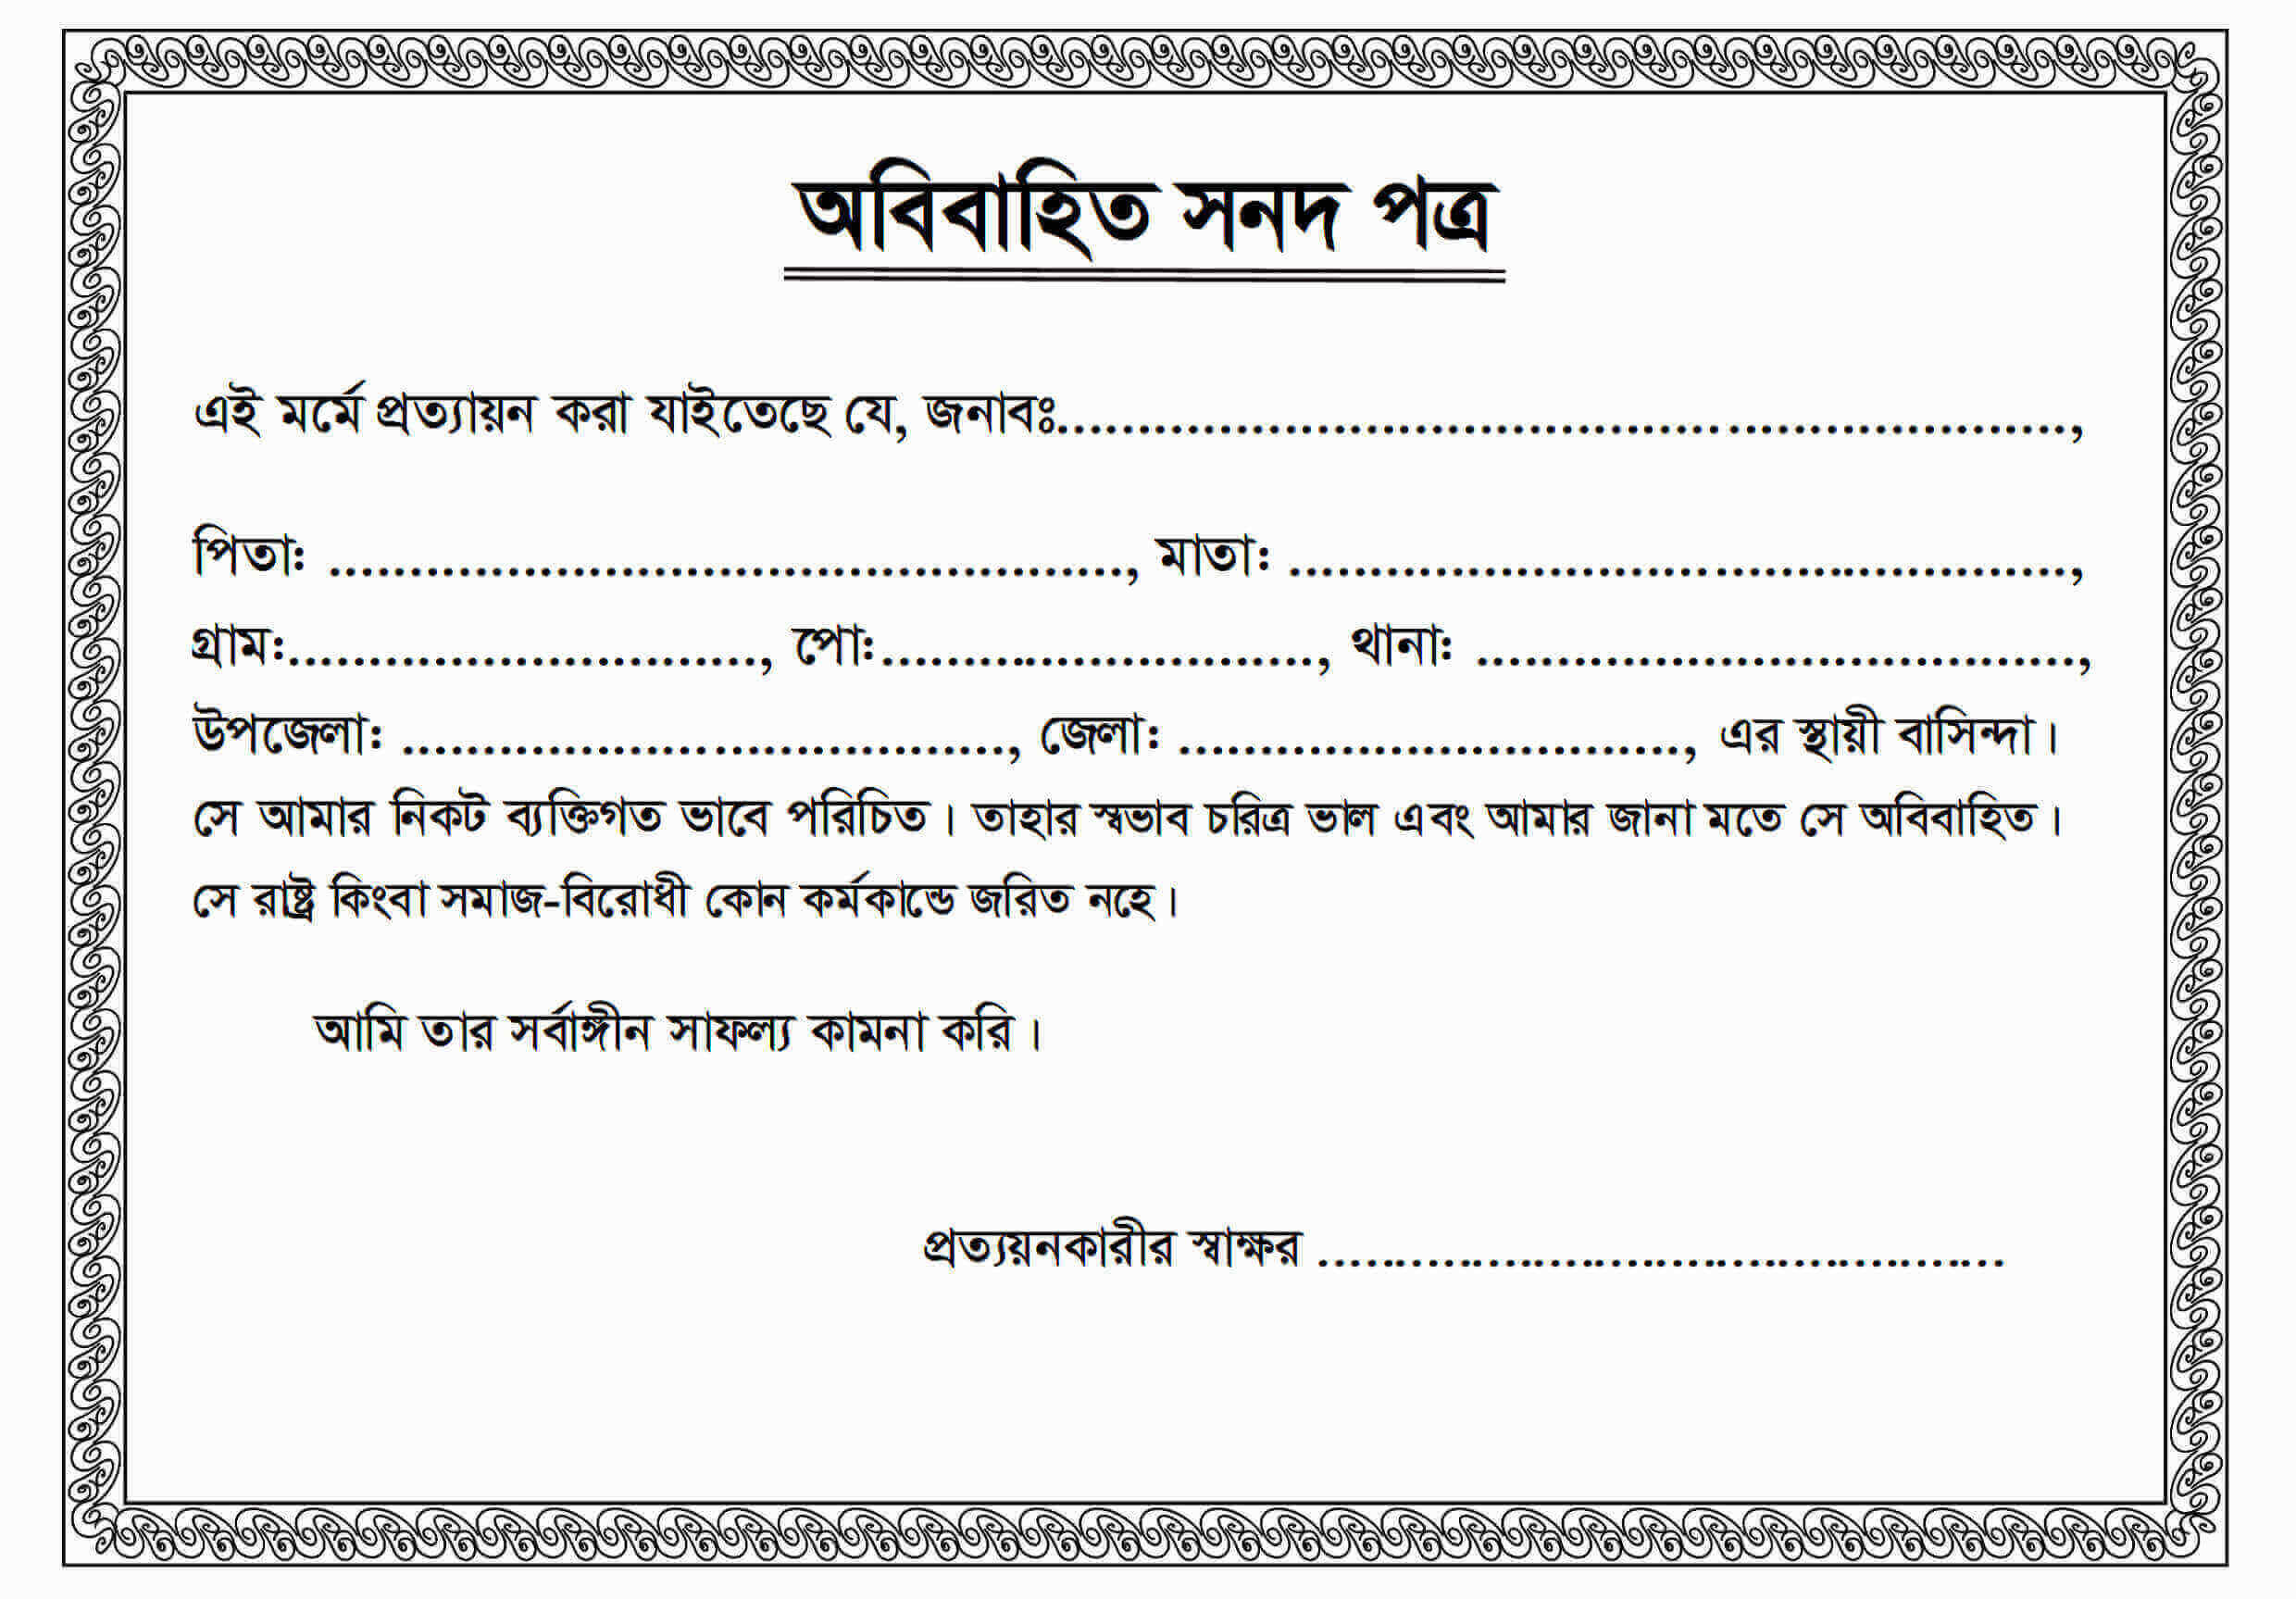 অবিবাহিত সনদ পত্র
এই মর্মে প্রত্যায়ন করা যাইতেছে যে, জনাবঃ..............................................................,
পিতাঃ .................................................., মাতাঃ ................................................,
গ্রামঃ............................., পোঃ..........................., থানাঃ .....................................,
উপজেলাঃ ....................................., জেলাঃ ..............................., এর স্থায়ী বাসিন্দা।
সে আমার নিকট ব্যক্তিগত ভাবে পরিচিত। তাহার স্বভাব চরিত্র ভাল এবং আমার জানা মতে সে অবিবাহিত।
সে রাষ্ট্র কিংবা সমাজ-বিরোধী কোন কর্মকান্ডে জরিত নহে।
আমি তার সর্বাঙ্গীন সাফল্য কামনা করি।
প্রত্যয়নকারীর স্বাক্ষর .............................................